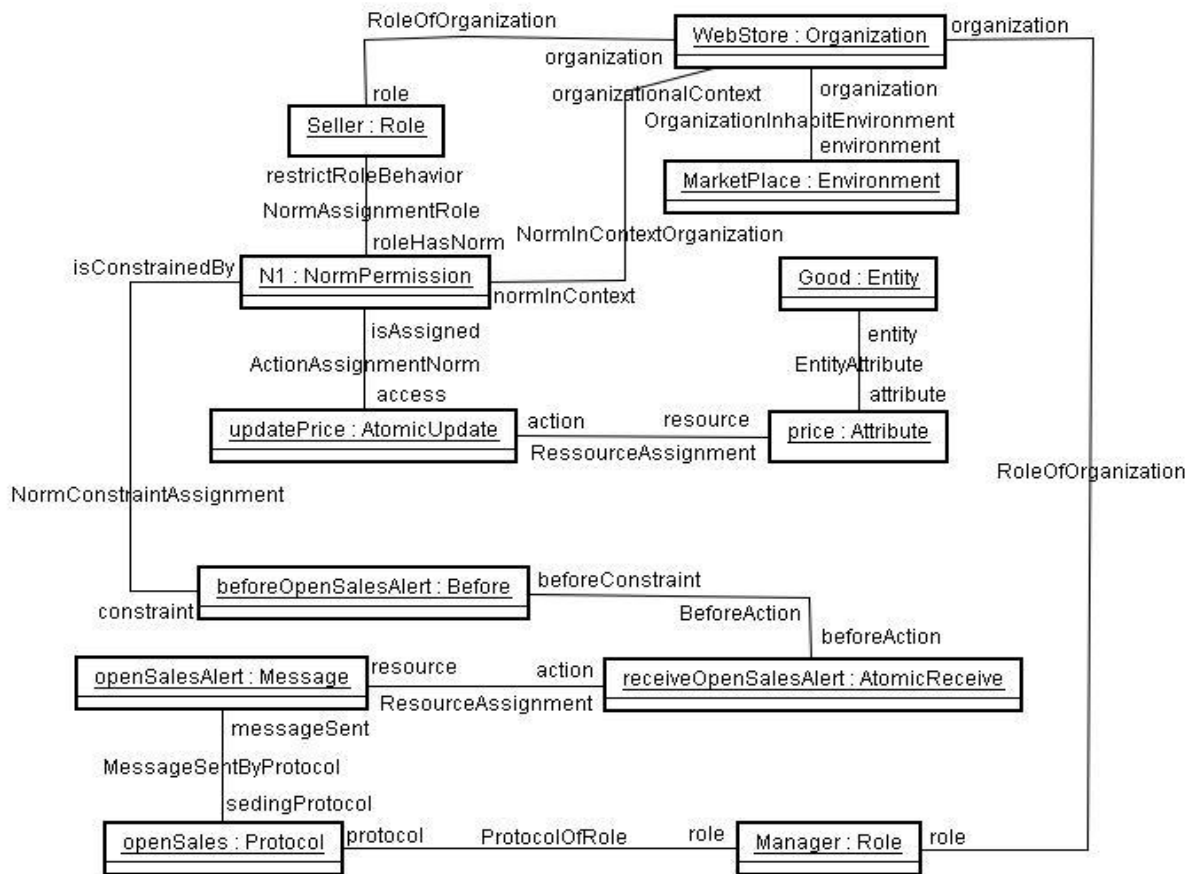 RoleOfOrganization
organization
WebStore : Organization
organization
organizationalContext
organization
role
OrganizationInhabitEnvironment
Seller : Role
environment
restrictRoleBehavior
MarketPlace : Environment
NormAssignmentRole
roleHasNorm
NormInContextOrganization
isConstrainedBy
N1 : NormPermission
normInContext
Good : Entity
isAssigned
entity
ActionAssignmentNorm
EntityAttribute
access
attribute
updatePrice : AtomicUpdate
action
resource
price : Attribute
RessourceAssignment
RoleOfOrganization
NormConstraintAssignment
beforeOpenSalesAlert : Before
beforeConstraint
constraint
BeforeAction
beforeAction
openSalesAlert : Message
resource
action
receiveOpenSalesAlert : AtomicReceive
ResourceAssignment
messageSent
MessageSentByProtocol
sedingProtocol
openSales : Protocol
protocol
ProtocolOfRole
role
Manager : Role
role